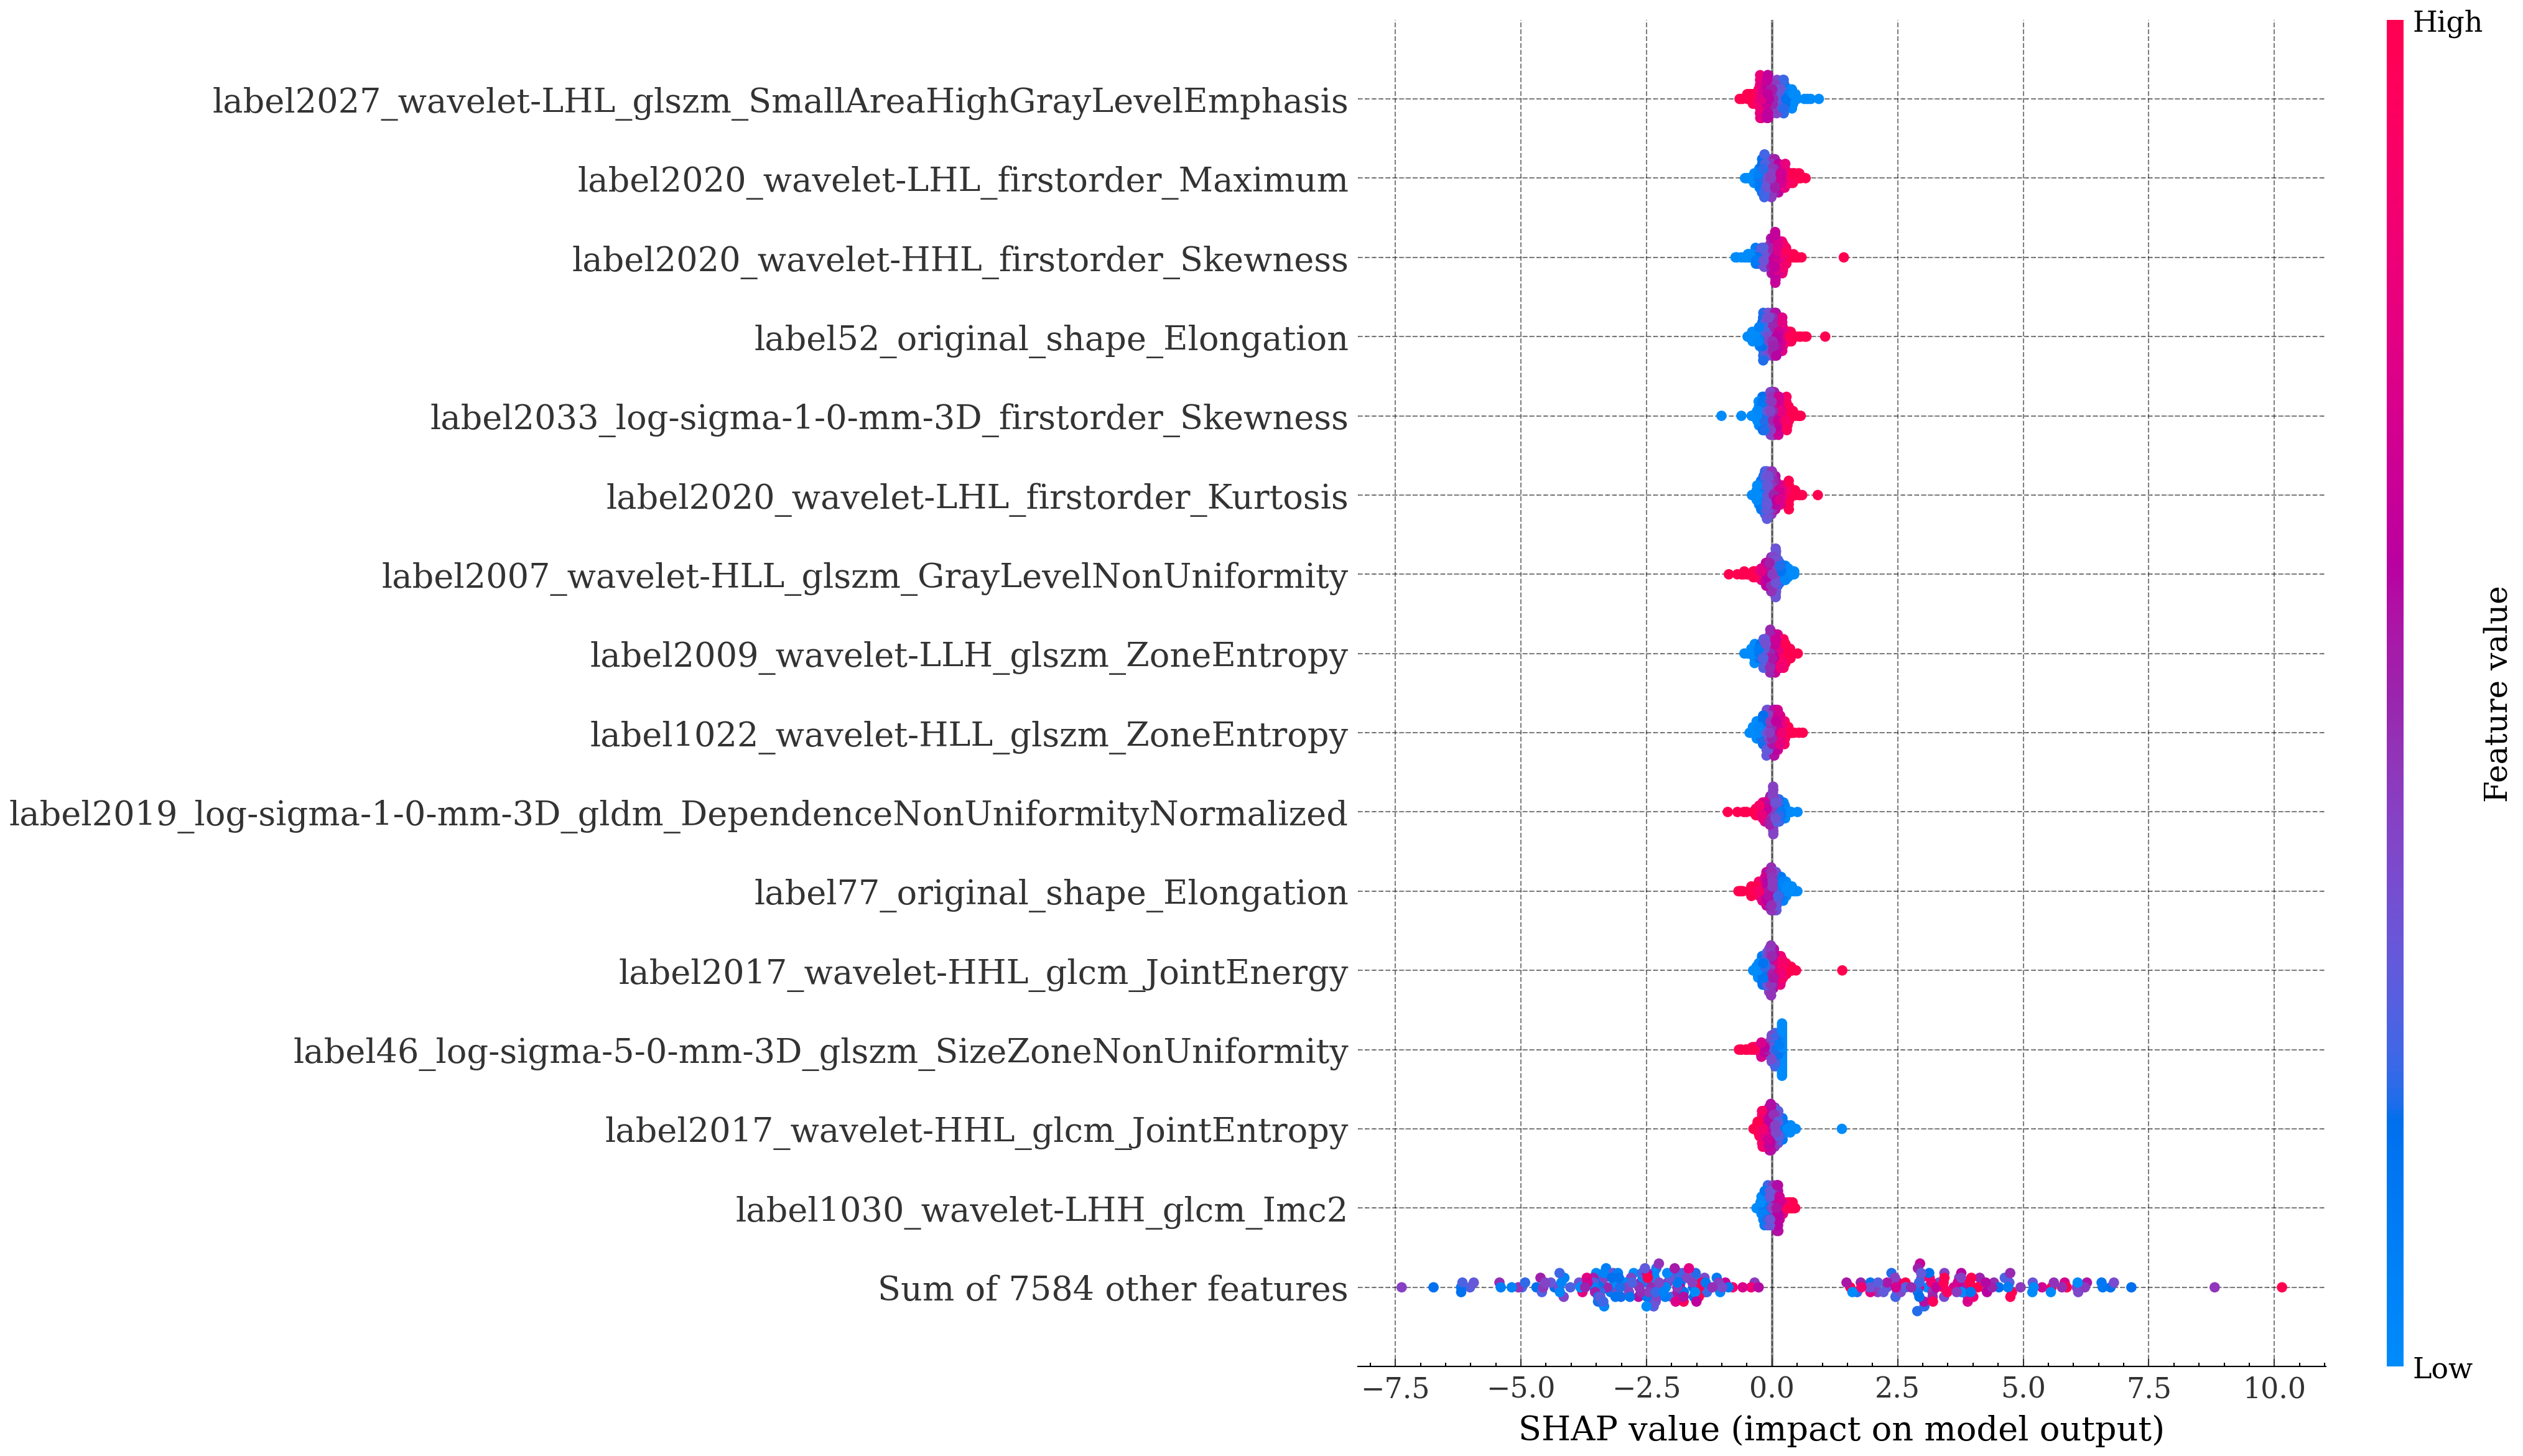 High
label2027_wavelet-LHL_glszm_SmallAreaHighGrayLevelEmphasis
label2020_wavelet-LHL_firstorder_Maximum
label2020_wavelet-HHL_firstorder_Skewness
label52_original_shape_Elongation
label2033_log-sigma-1-0-mm-3D_firstorder_Skewness
label2020_wavelet-LHL_firstorder_Kurtosis
label2007_wavelet-HLL_glszm_GrayLevelNonUniformity
label2009_wavelet-LLH_glszm_ZoneEntropy
label1022_wavelet-HLL_glszm_ZoneEntropy
label2019_log-sigma-1-0-mm-3D_gldm_DependenceNonUniformityNormalized
label77_original_shape_Elongation
label2017_wavelet-HHL_glcm_JointEnergy
label46_log-sigma-5-0-mm-3D_glszm_SizeZoneNonUniformity
label2017_wavelet-HHL_glcm_JointEntropy
label1030_wavelet-LHH_glcm_Imc2
Sum of 7584 other features
Feature value
Low
−7.5 −5.0 −2.5 0.0 2.5 5.0 7.5 10.0
SHAP value (impact on model output)